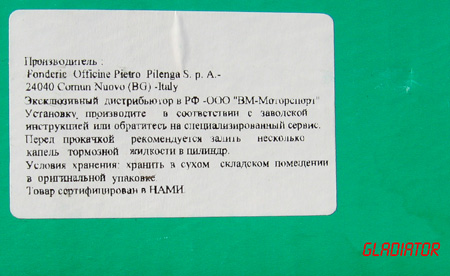 Производитель :
Fonderie Officine Pietro Pilenga S. p. A.-
24040 Comun Nuovo (BG) -Italy
Эксклюзивный дистрибьютор в РФ -ООО "ВМ-Моторспорт"
Установку, производите в соответствии с заводской
инструкцией или обратитесь на специализированный сервис.
Перед прокачкой рекомендуется залить несколько
капель тормозной жидкости в цилиндр.
Условия хранения: хранить в сухом складском помещении
в оригинальной упаковке.
Товар сертифицирован в НАМИ.
GLADIATOR